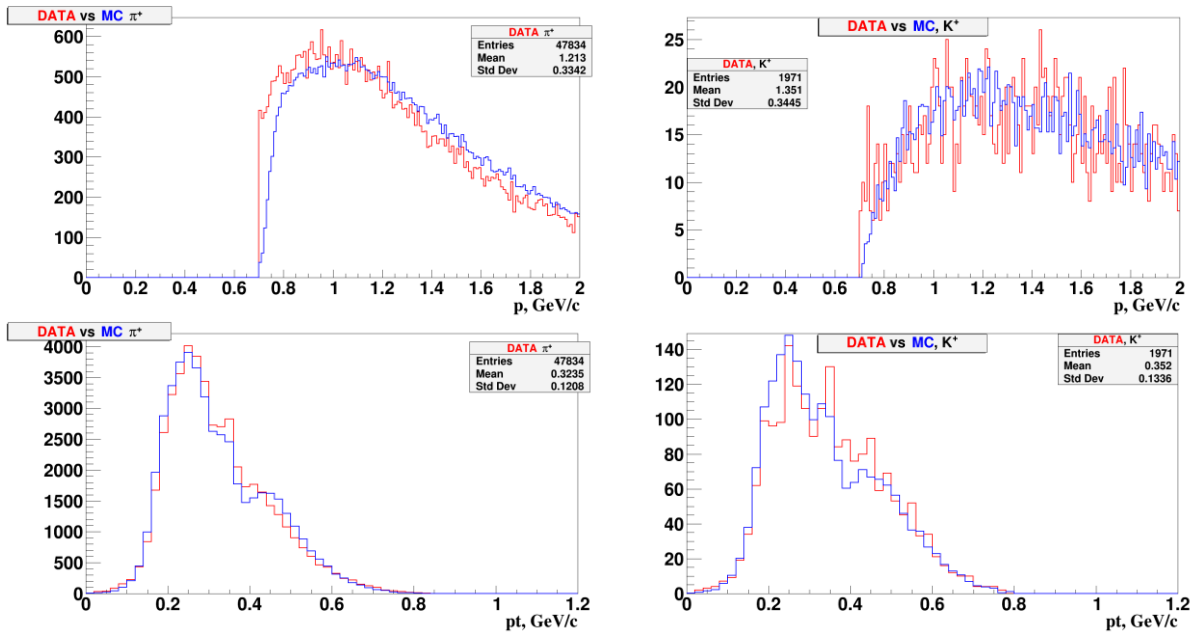 DATA vs MC π+
DATA π+
Entries 47834
Mean 1.213
Std Dev 0.3342
600
500
400
300
200
100
0
0 0.2 0.4 0.6 0.8 1 1.2 1.4 1.6 1.8 2
p, GeV/c
DATA vs MC, K+
DATA, K+
Entries 1971
Mean 1.351
Std Dev 0.3445
25
20
15
10
5
0
0 0.2 0.4 0.6 0.8 1 1.2 1.4 1.6 1.8 2
p, GeV/c
DATA vs MC π+
DATA π+
Entries 47834
Mean 0.3235
Std Dev 0.1208
4000
3500
3000
2500
2000
1500
1000
500
0
0 0.2 0.4 0.6 0.8 1 1.2
pt, GeV/c
DATA vs MC, K+
DATA, K+
Entries 1971
Mean 0.352
Std Dev 0.1336
140
120
100
80
60
40
20
0
0 0.2 0.4 0.6 0.8 1 1.2
pt, GeV/c